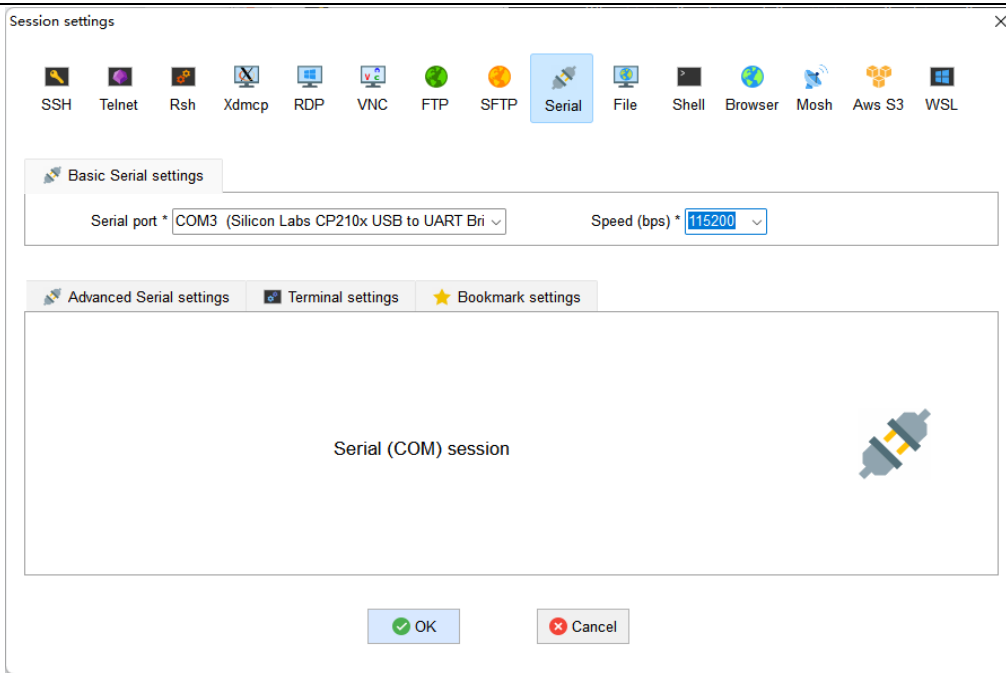 Session settings
SSH Telnet Rsh Xdmcp RDP VNC FTP SFTP Serial File Shell Browser Mosh Aws S3 WSL
Basic Serial settings
Serial port * COM3 (Silicon Labs CP210x USB to UART Bri Speed (bps) * 115200
Advanced Serial settings Terminal settings Bookmark settings
Serial (COM) session
OK Cancel